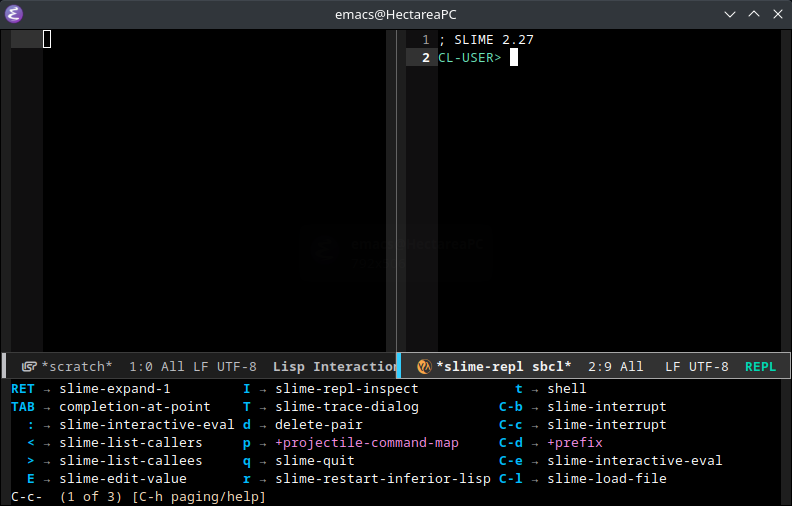 emacs@HectareaPC
1 ; SLIME 2.27
2 CL-USER>
*scratch* 1:0 All LF UTF-8 Lisp Interaction
*slime-repl sbcl* 2:9 All LF UTF-8 REPL
RET → slime-expand-1 I → slime-repl-inspect t → shell
TAB → completion-at-point T → slime-trace-dialog C-b → slime-interrupt
: → slime-interactive-eval d → delete-pair C-c → slime-interrupt
< → slime-list-callers p → +projectile-command-map C-d → +prefix
> → slime-list-callees q → slime-quit C-e → slime-interactive-eval
E → slime-edit-value r → slime-restart-inferior-lisp C-l → slime-load-file
C-c- (1 of 3) [C-h paging/help]